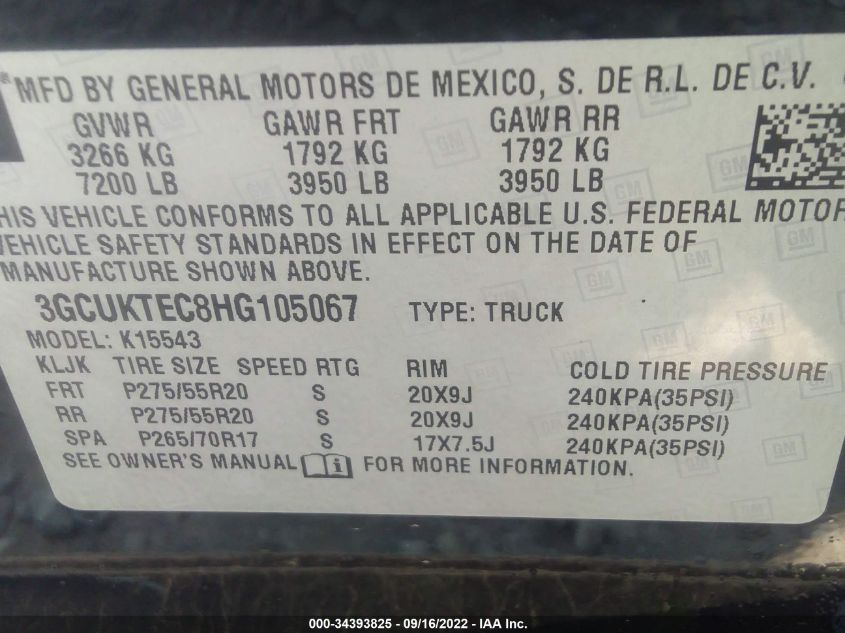 MFD BY GENERAL MOTORS DE MEXICO, S. DE R.L. DE C.V.
GVWR GAWR FRT GAWR RR
3266 KG 1792 KG 1792 KG
7200 LB 3950 LB 3950 LB
HIS VEHICLE CONFORMS TO ALL APPLICABLE U.S. FEDERAL MOTOR
VEHICLE SAFETY STANDARDS IN EFFECT ON THE DATE OF
MANUFACTURE SHOWN ABOVE.
3GCUKTEC8HG105067 TYPE: TRUCK
MODEL: K15543
KLJK TIRE SIZE SPEED RTG RIM COLD TIRE PRESSURE
FRT P275/55R20 S 20X9J 240KPA(35PSI)
RR P275/55R20 S 20X9J 240KPA(35PSI)
SPA P265/70R17 S 17X7.5J 240KPA(35PSI)
SEE OWNER'S MANUAL i FOR MORE INFORMATION.
000-34393825 - 09/16/2022 - IAA Inc.